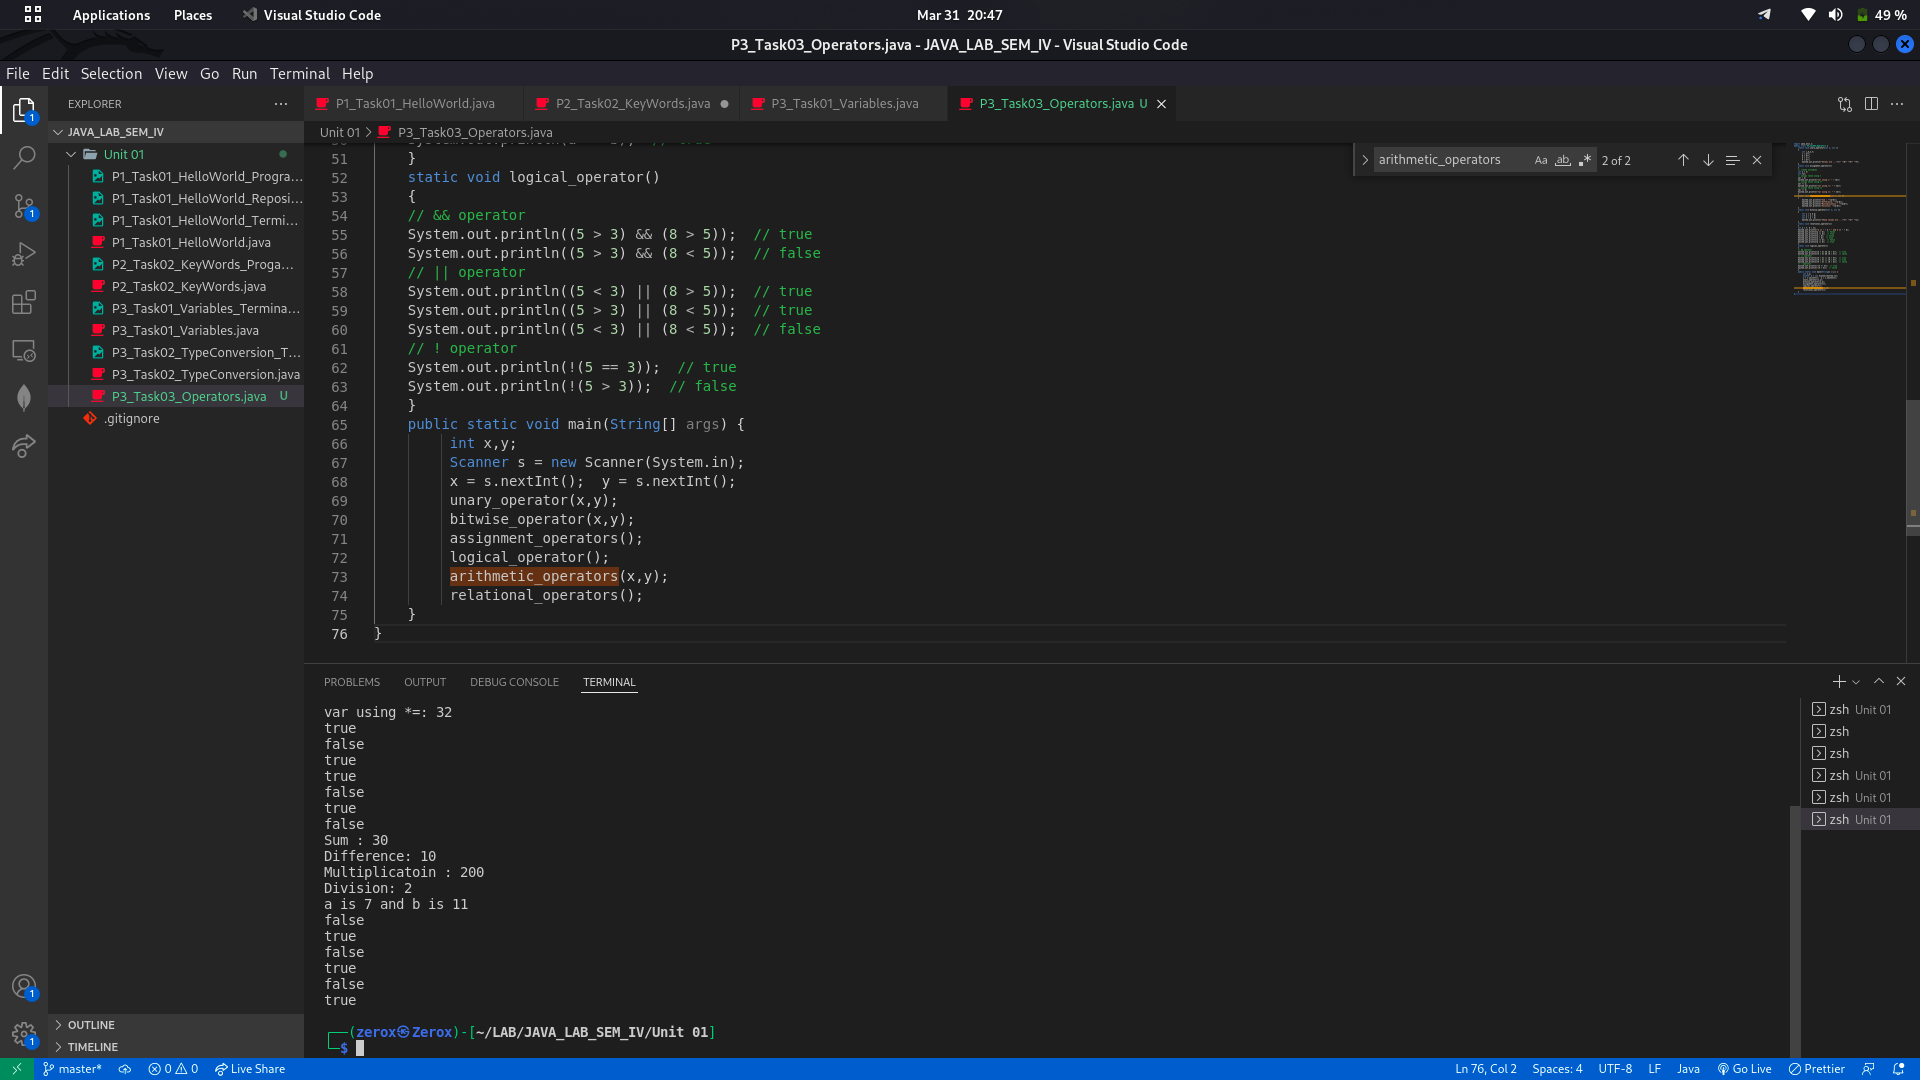 Applications Places Visual Studio Code Mar 31 20:47 49 %
P3_Task03_Operators.java - JAVA_LAB_SEM_IV - Visual Studio Code
File Edit Selection View Go Run Terminal Help
EXPLORER ···
JAVA_LAB_SEM_IV
Unit 01
P1_Task01_HelloWorld_Progra...
P1_Task01_HelloWorld_Reposi...
P1_Task01_HelloWorld_Termi...
P1_Task01_HelloWorld.java
P2_Task02_KeyWords_Proga...
P2_Task02_KeyWords.java
P3_Task01_Variables_Termina...
P3_Task01_Variables.java
P3_Task02_TypeConversion_T...
P3_Task02_TypeConversion.java
P3_Task03_Operators.java U
.gitignore
OUTLINE
TIMELINE
1
1
1
1
P1_Task01_HelloWorld.java P2_Task02_KeyWords.java P3_Task01_Variables.java P3_Task03_Operators.java U
Unit 01 > P3_Task03_Operators.java
arithmetic_operators Aa ab .* 2 of 2
51 }
52 static void logical_operator()
53 {
54 // && operator
55 System.out.println((5 > 3) && (8 > 5)); // true
56 System.out.println((5 > 3) && (8 < 5)); // false
57 // || operator
58 System.out.println((5 < 3) || (8 > 5)); // true
59 System.out.println((5 > 3) || (8 < 5)); // true
60 System.out.println((5 < 3) || (8 < 5)); // false
61 // ! operator
62 System.out.println(!(5 == 3)); // true
63 System.out.println(!(5 > 3)); // false
64 }
65 public static void main(String[] args) {
66 int x,y;
67 Scanner s = new Scanner(System.in);
68 x = s.nextInt(); y = s.nextInt();
69 unary_operator(x,y);
70 bitwise_operator(x,y);
71 assignment_operators();
72 logical_operator();
73 arithmetic_operators(x,y);
74 relational_operators();
75 }
76 }
PROBLEMS OUTPUT DEBUG CONSOLE TERMINAL
var using *=: 32
true
false
true
true
false
true
false
Sum : 30
Difference: 10
Multiplicatoin : 200
Division: 2
a is 7 and b is 11
false
true
false
true
false
true
(zerox㉿Zerox)-[~/LAB/JAVA_LAB_SEM_IV/Unit 01]
$
zsh Unit 01
zsh
zsh
zsh Unit 01
zsh Unit 01
zsh Unit 01
master* 0 0 Live Share Ln 76, Col 2 Spaces: 4 UTF-8 LF Java Go Live Prettier